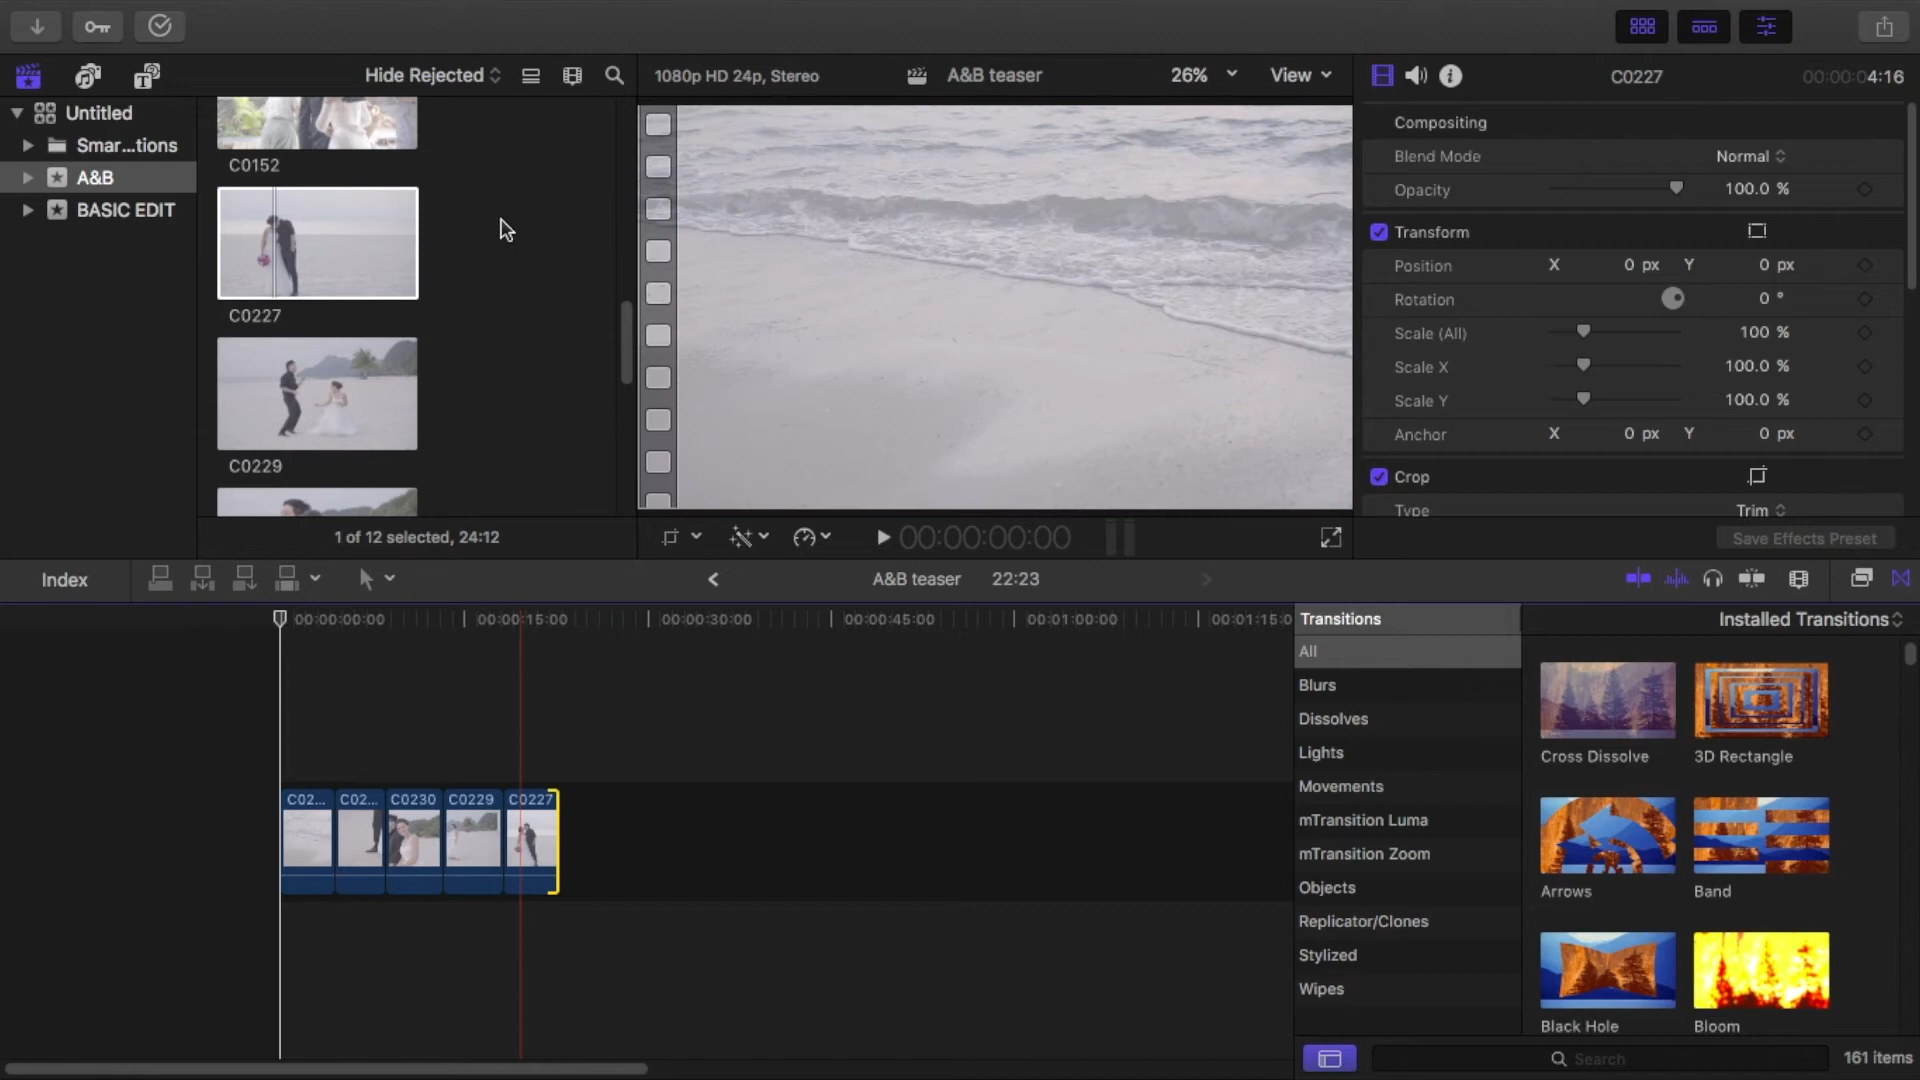 Hide Rejected
1080p HD 24p, Stereo
A&B teaser
26%
View
C0227
00:00:04:16
Untitled
Smar...tions
A&B
BASIC EDIT
C0152
C0227
C0229
1 of 12 selected, 24:12
00:00:00:00
Compositing
Blend Mode
Normal
Opacity
100.0 %
Transform
Position X 0 px Y 0 px
Rotation 0 °
Scale (All) 100 %
Scale X 100.0 %
Scale Y 100.0 %
Anchor X 0 px Y 0 px
Crop
Type Trim
Save Effects Preset
Index
A&B teaser 22:23
00:00:00:00 00:00:15:00 00:00:30:00 00:00:45:00 00:01:00:00 00:01:15:0
C02... C02... C0230 C0229 C0227
Transitions
Installed Transitions
All
Blurs
Dissolves
Lights
Movements
mTransition Luma
mTransition Zoom
Objects
Replicator/Clones
Stylized
Wipes
Cross Dissolve
3D Rectangle
Arrows
Band
Black Hole
Bloom
Search
161 items